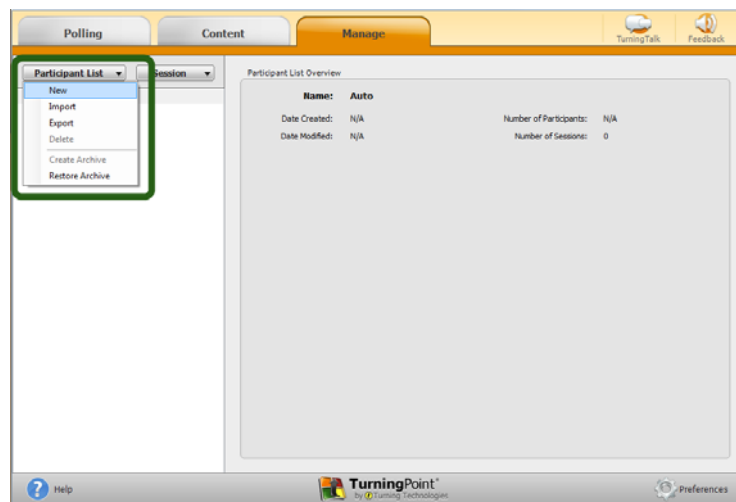 Polling Content Manage TurningTalk Feedback
Participant List Session
New
Import
Export
Delete
Create Archive
Restore Archive
Participant List Overview
Name: Auto
Date Created: N/A Number of Participants: N/A
Date Modified: N/A Number of Sessions: 0
Help TurningPoint Preferences
by Turning Technologies